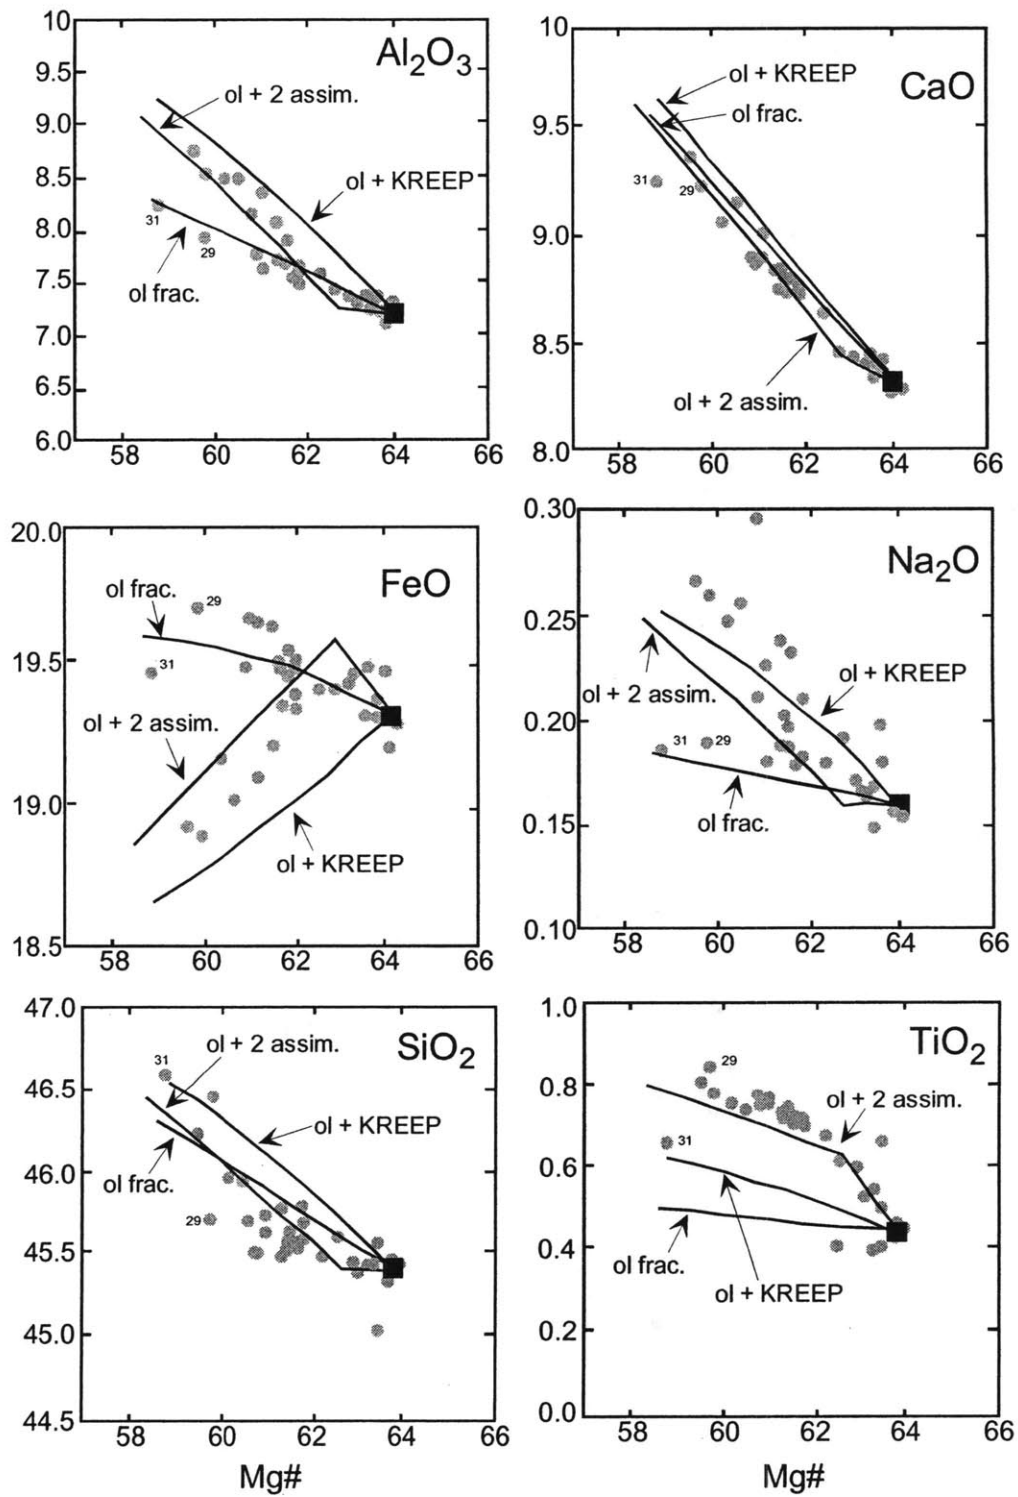 Al2O3
10
9.5
9.0
8.5
8.0
7.5
7.0
6.5
6.0
ol + 2 assim.
ol + KREEP
31
29
ol frac.
58 60 62 64 66
CaO
10
9.5
9.0
8.5
8.0
ol + KREEP
ol frac.
31
29
ol + 2 assim.
58 60 62 64 66
FeO
20.0
19.5
19.0
18.5
ol frac.
29
31
ol + 2 assim.
ol + KREEP
58 60 62 64 66
Na2O
0.30
0.25
0.20
0.15
0.10
ol + KREEP
ol + 2 assim.
31
29
ol frac.
58 60 62 64 66
SiO2
47.0
46.5
46.0
45.5
45.0
44.5
ol + 2 assim.
31
ol + KREEP
ol frac.
29
58 60 62 64 66
Mg#
TiO2
1.0
0.8
0.6
0.4
0.2
0.0
29
ol + 2 assim.
31
ol frac.
ol + KREEP
58 60 62 64 66
Mg#